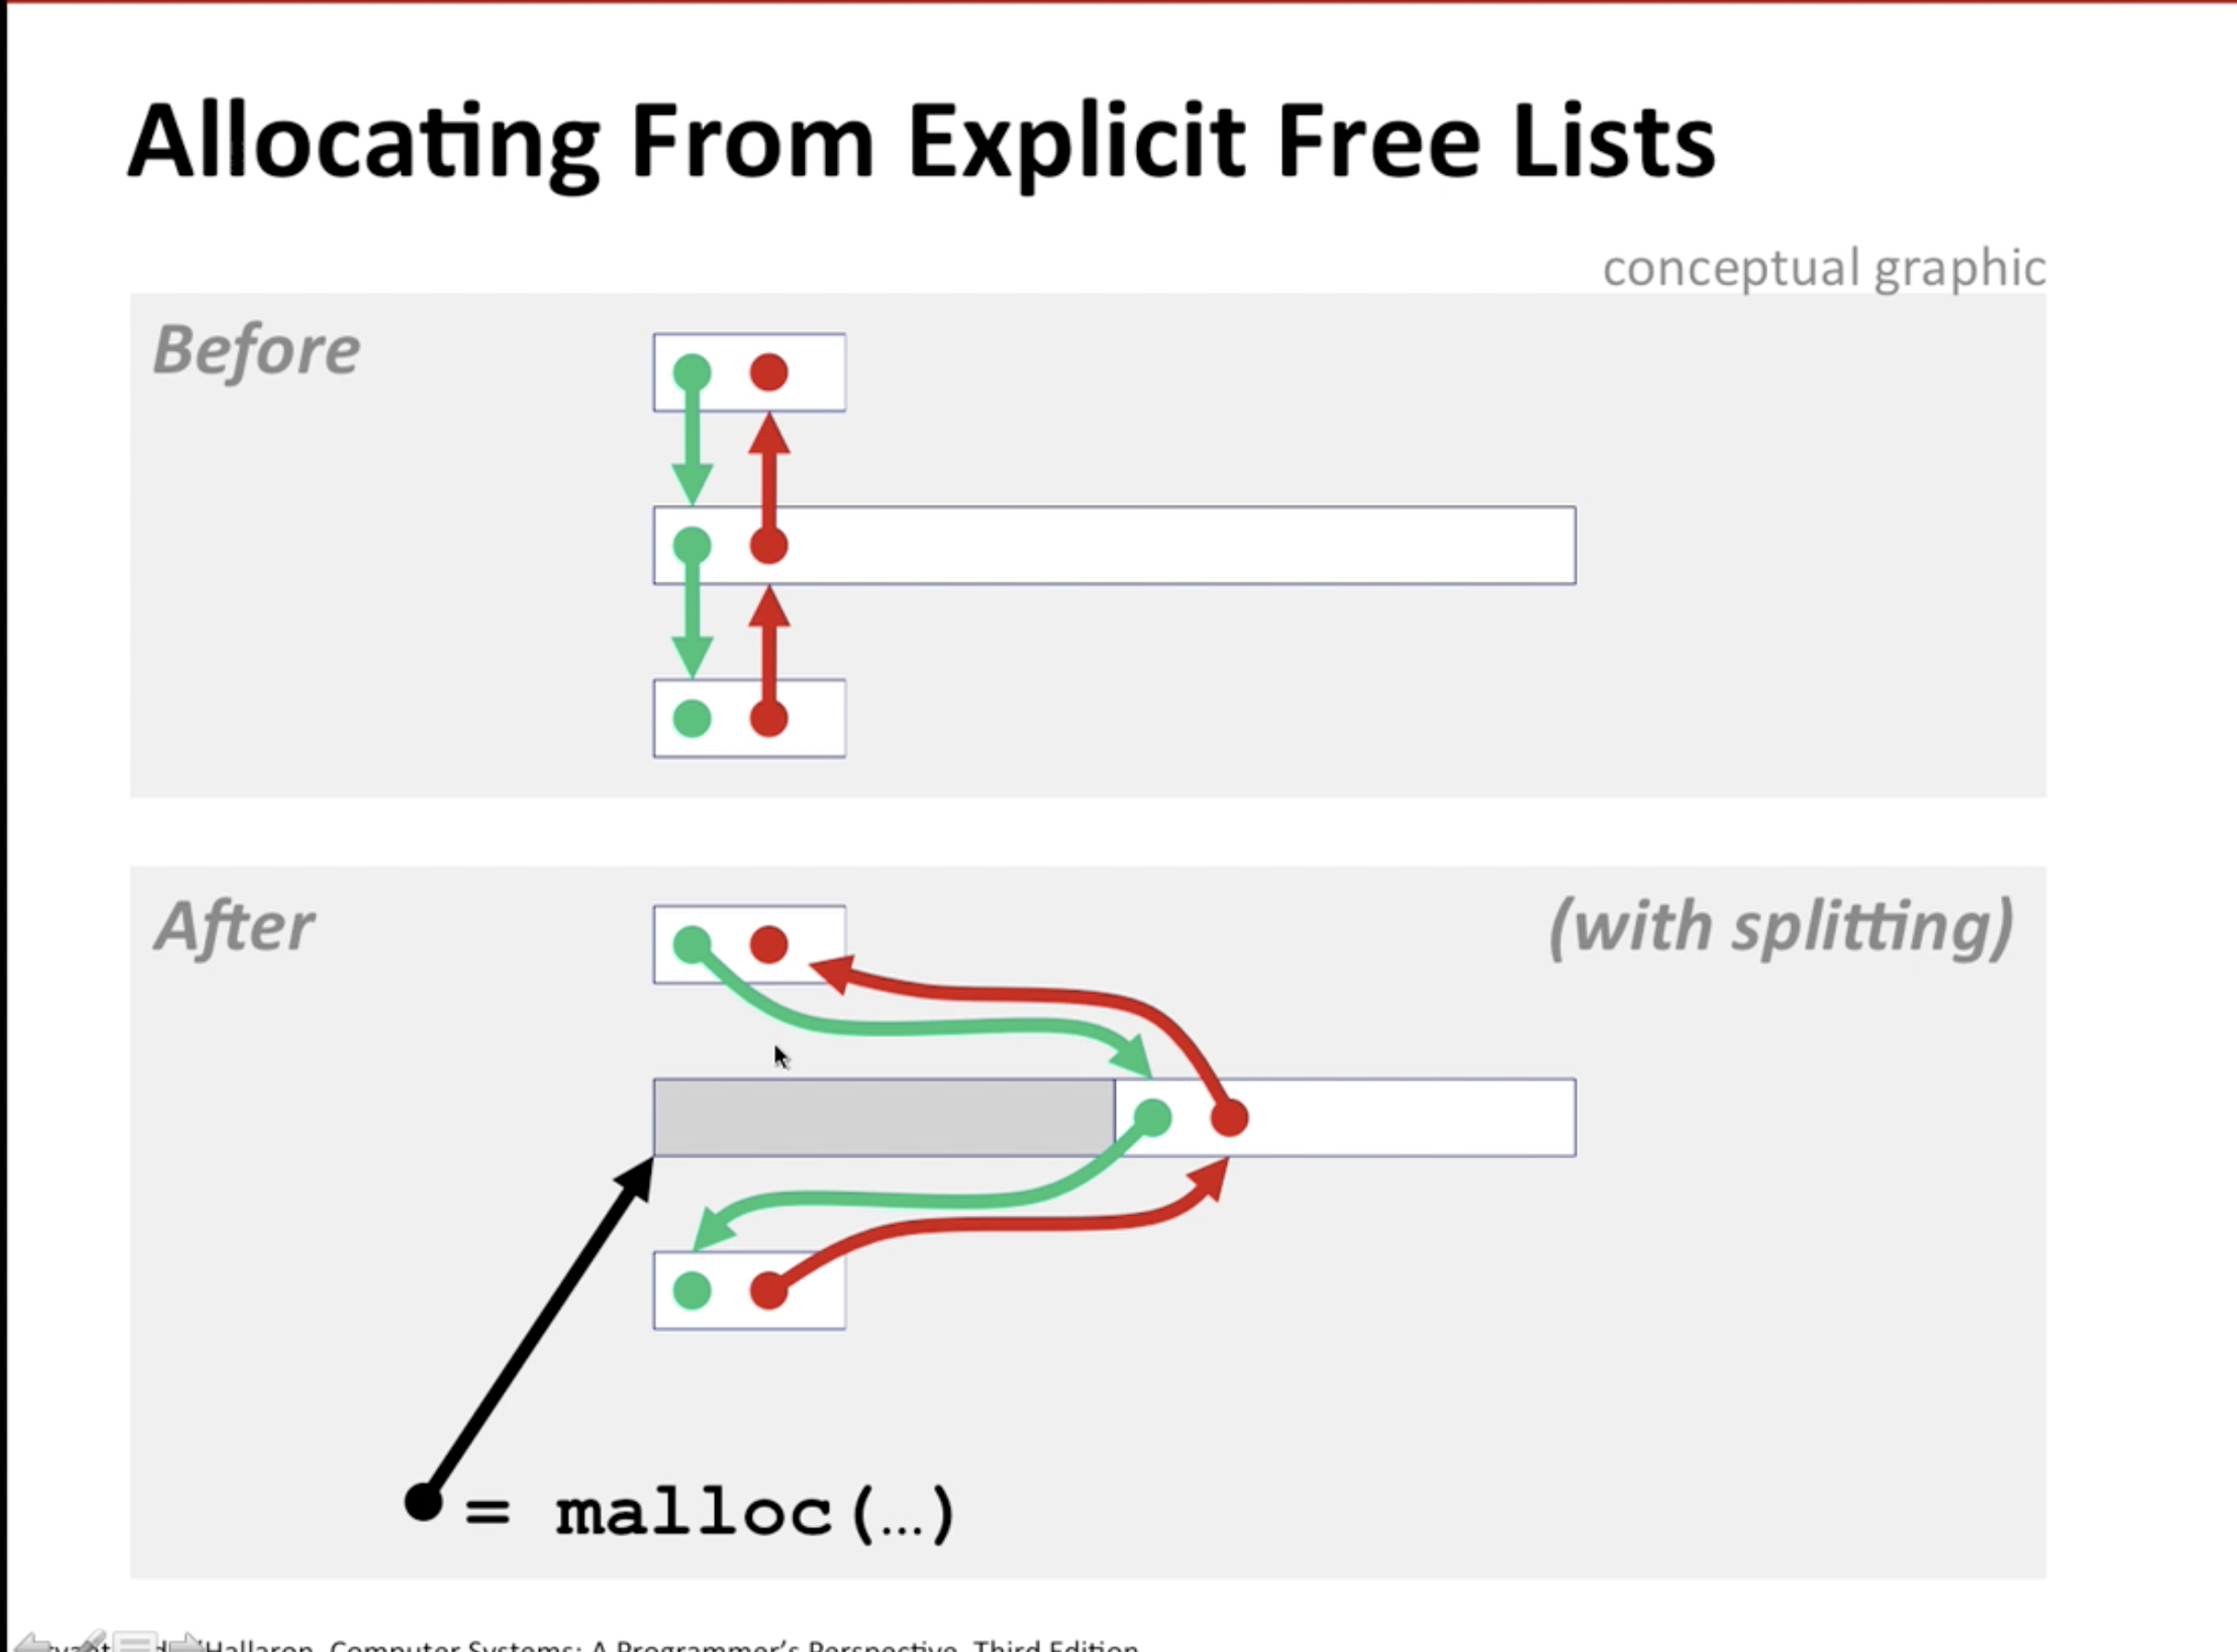 Allocating From Explicit Free Lists
conceptual graphic
Before
After
(with splitting)
= malloc(…)
Hallaron, Computer Systems: A Programmer's Perspective, Third Edition